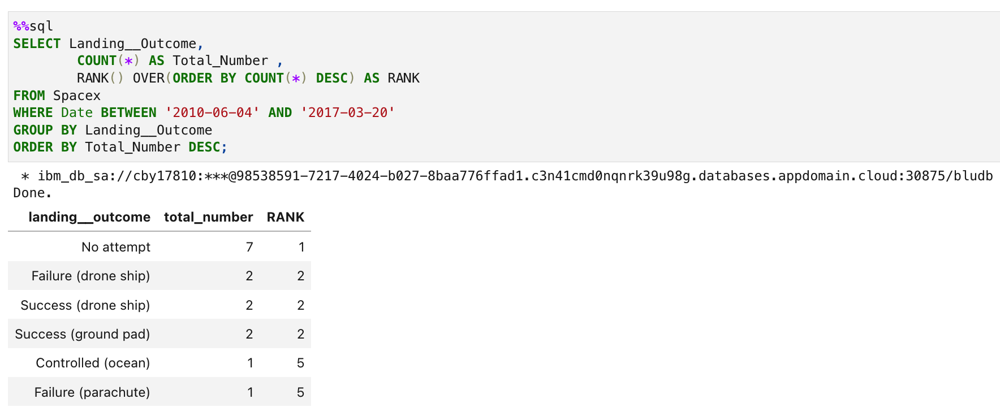 %%sql
SELECT Landing__Outcome,
COUNT(*) AS Total_Number ,
RANK() OVER(ORDER BY COUNT(*) DESC) AS RANK
FROM Spacex
WHERE Date BETWEEN '2010-06-04' AND '2017-03-20'
GROUP BY Landing__Outcome
ORDER BY Total_Number DESC;
* ibm_db_sa://cby17810:***@98538591-7217-4024-b027-8baa776ffad1.c3n41cmd0nqnrk39u98g.databases.appdomain.cloud:30875/bludb
Done.
landing__outcome total_number RANK
No attempt 7 1
Failure (drone ship) 2 2
Success (drone ship) 2 2
Success (ground pad) 2 2
Controlled (ocean) 1 5
Failure (parachute) 1 5